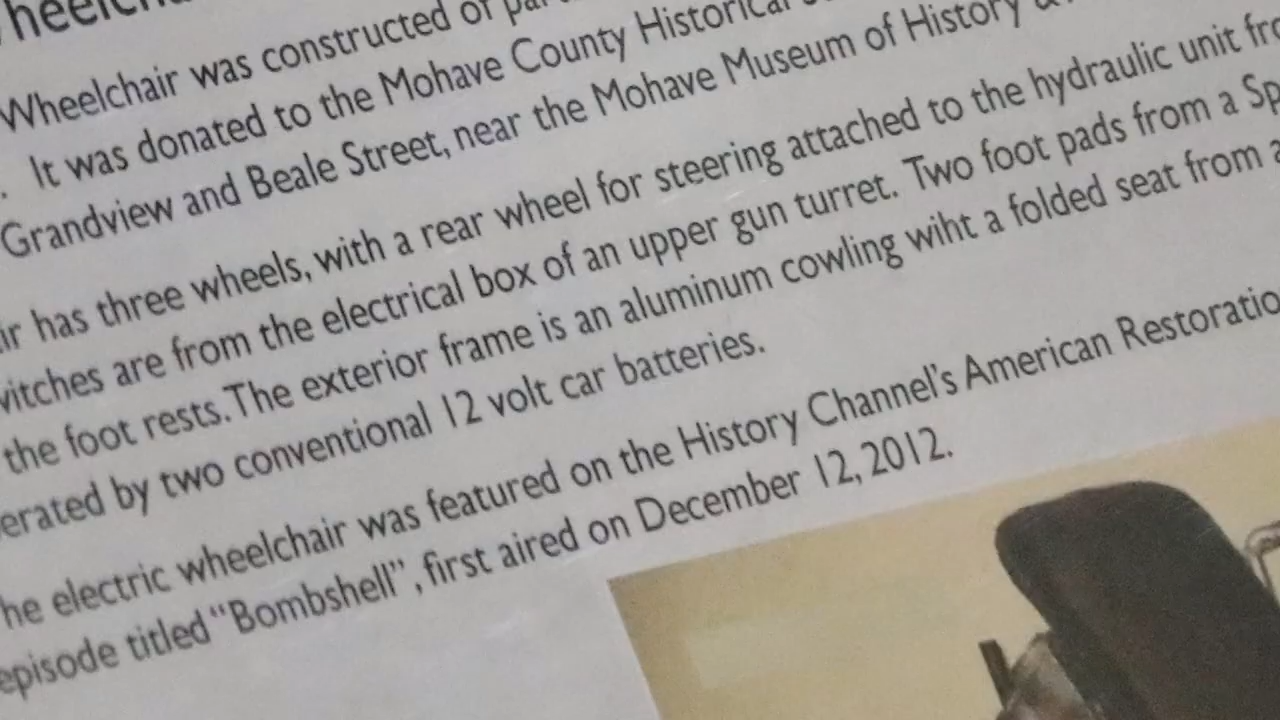 Wheelchair was constructed of
It was donated to the Mohave County Historical
Grandview and Beale Street, near the Mohave Museum of History &
ir has three wheels, with a rear wheel for steering attached to the hydraulic unit fro
vitches are from the electrical box of an upper gun turret. Two foot pads from a Sp
the foot rests. The exterior frame is an aluminum cowling wiht a folded seat from a
erated by two conventional 12 volt car batteries.
he electric wheelchair was featured on the History Channel's American Restoratio
episode titled "Bombshell", first aired on December 12, 2012.